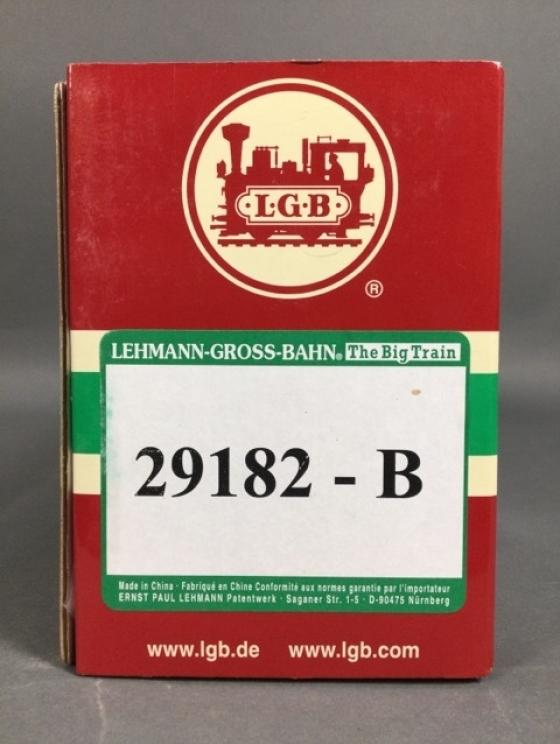 ·L·G·B·
®
LEHMANN-GROSS-BAHN® The Big Train
29182 - B
Made in China · Fabriqué en Chine Conformité aux normes garantie par l'importateur
ERNST PAUL LEHMANN Patentwerk · Saganer Str. 1-5 · D-90475 Nürnberg
www.lgb.de www.lgb.com